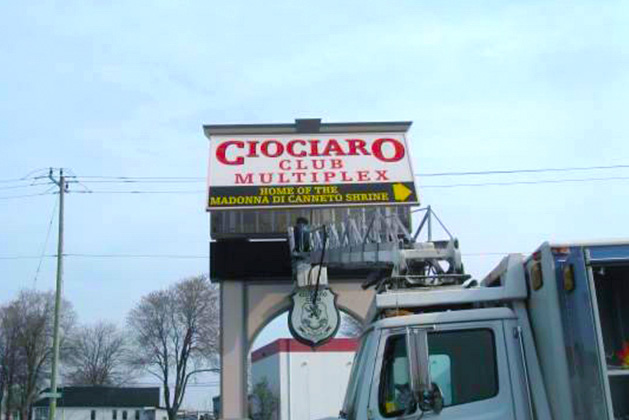 CIOCIARO
CLUB
MULTIPLEX
HOME OF THE
MADONNA DI CANNETO SHRINE